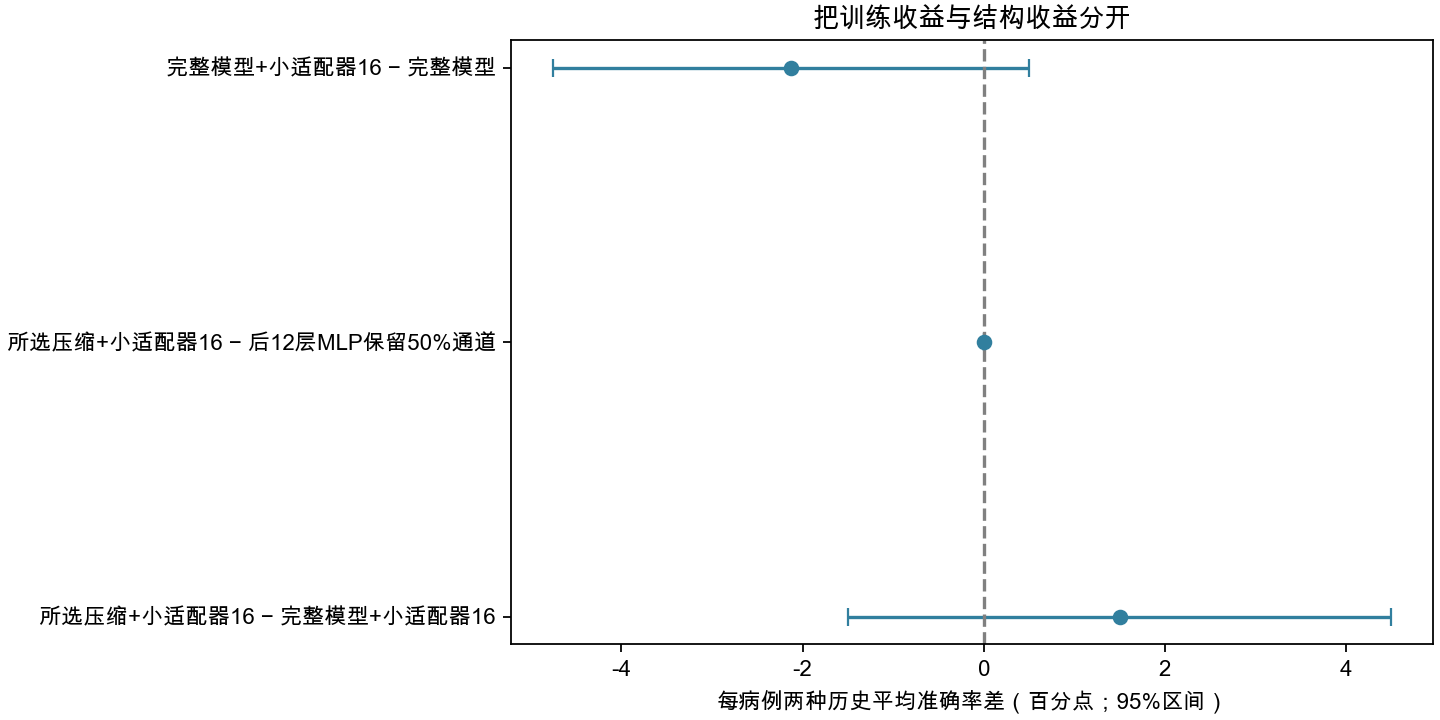 把训练收益与结构收益分开
完整模型+小适配器16 − 完整模型
所选压缩+小适配器16 − 后12层MLP保留50%通道
所选压缩+小适配器16 − 完整模型+小适配器16
-4 -2 0 2 4
每病例两种历史平均准确率差（百分点；95%区间）